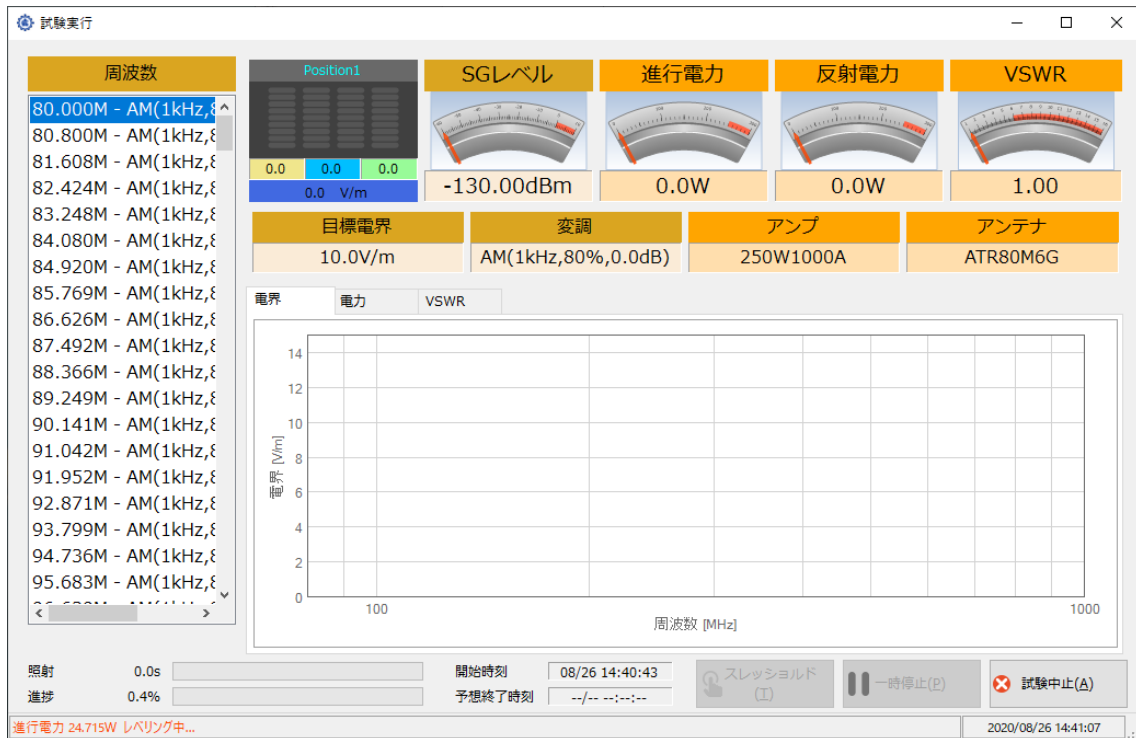 試験実行
周波数
80.000M - AM(1kHz,8
80.800M - AM(1kHz,8
81.608M - AM(1kHz,8
82.424M - AM(1kHz,8
83.248M - AM(1kHz,8
84.080M - AM(1kHz,8
84.920M - AM(1kHz,8
85.769M - AM(1kHz,8
86.626M - AM(1kHz,8
87.492M - AM(1kHz,8
88.366M - AM(1kHz,8
89.249M - AM(1kHz,8
90.141M - AM(1kHz,8
91.042M - AM(1kHz,8
91.952M - AM(1kHz,8
92.871M - AM(1kHz,8
93.799M - AM(1kHz,8
94.736M - AM(1kHz,8
95.683M - AM(1kHz,8
Position1
0.0 0.0 0.0
0.0 V/m
SGレベル
-130.00dBm
進行電力
0.0W
反射電力
0.0W
VSWR
1.00
目標電界
10.0V/m
変調
AM(1kHz,80%,0.0dB)
アンプ
250W1000A
アンテナ
ATR80M6G
電界 電力 VSWR
14
12
10
8
6
4
2
0
電界 [V/m]
100 1000
周波数 [MHz]
照射 0.0s
進捗 0.4%
開始時刻 08/26 14:40:43
予想終了時刻 --/-- --:--:--
スレッショルド
(T)
一時停止(P)
試験中止(A)
進行電力 24.715W レベリング中...
2020/08/26 14:41:07